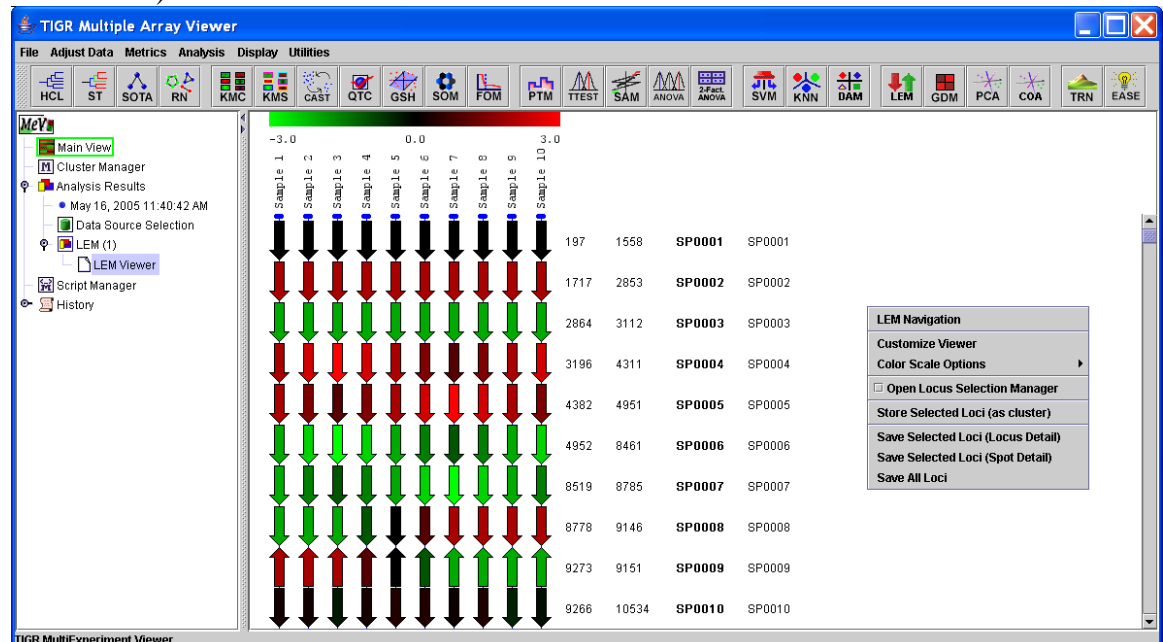 TIGR Multiple Array Viewer
File Adjust Data Metrics Analysis Display Utilities
HCL ST SOTA RN KMC KMS CAST QTC GSH SOM FOM PTM TTEST SAM ANOVA 2-Fact. ANOVA SVM KNN DAM LEM GDM PCA COA TRN EASE
MeV
Main View
Cluster Manager
Analysis Results
May 16, 2005 11:40:42 AM
Data Source Selection
LEM (1)
LEM Viewer
Script Manager
History
-3.0 0.0 3.0
Sample 1
Sample 2
Sample 3
Sample 4
Sample 5
Sample 6
Sample 7
Sample 8
Sample 9
Sample 10
197 1558 SP0001 SP0001
1717 2853 SP0002 SP0002
2864 3112 SP0003 SP0003
3196 4311 SP0004 SP0004
4382 4951 SP0005 SP0005
4952 8461 SP0006 SP0006
8519 8785 SP0007 SP0007
8778 9146 SP0008 SP0008
9273 9151 SP0009 SP0009
9266 10534 SP0010 SP0010
LEM Navigation
Customize Viewer
Color Scale Options
Open Locus Selection Manager
Store Selected Loci (as cluster)
Save Selected Loci (Locus Detail)
Save Selected Loci (Spot Detail)
Save All Loci
TIGR MultiExperiment Viewer